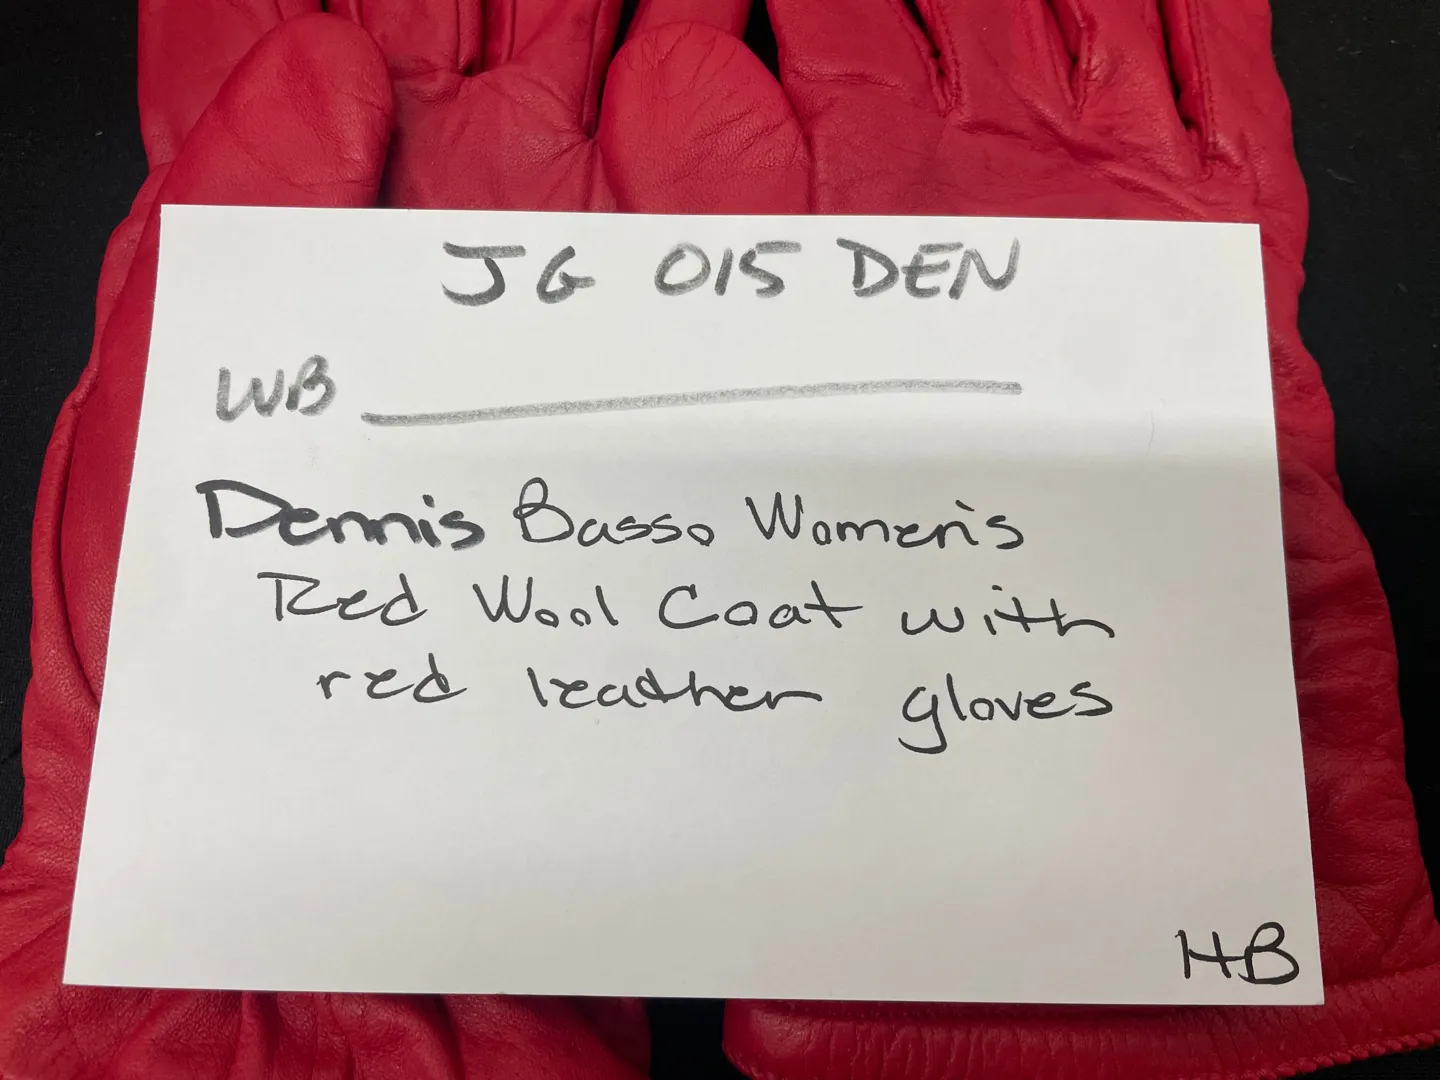 JG 015 DEN
WB
Dennis Basso Women's
Red Wool Coat with
red leather gloves
HB